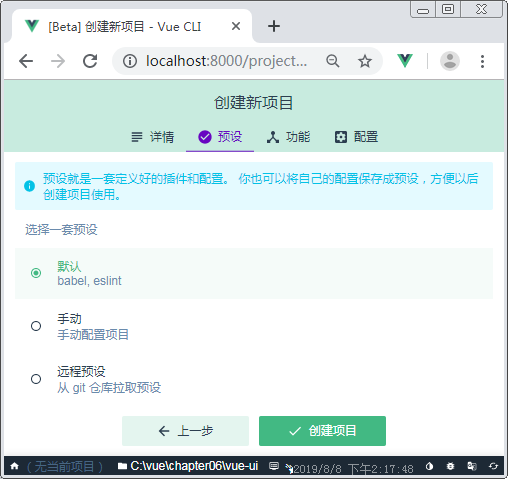 [Beta] 创建新项目 - Vue CLI
localhost:8000/project...
创建新项目
详情 预设 功能 配置
预设就是一套定义好的插件和配置。 你也可以将自己的配置保存成预设，方便以后
创建项目使用。
选择一套预设
默认
babel, eslint
手动
手动配置项目
远程预设
从 git 仓库拉取预设
上一步 创建项目
（无当前项目） C:\vue\chapter06\vue-ui 2019/8/8 下午2:17:48